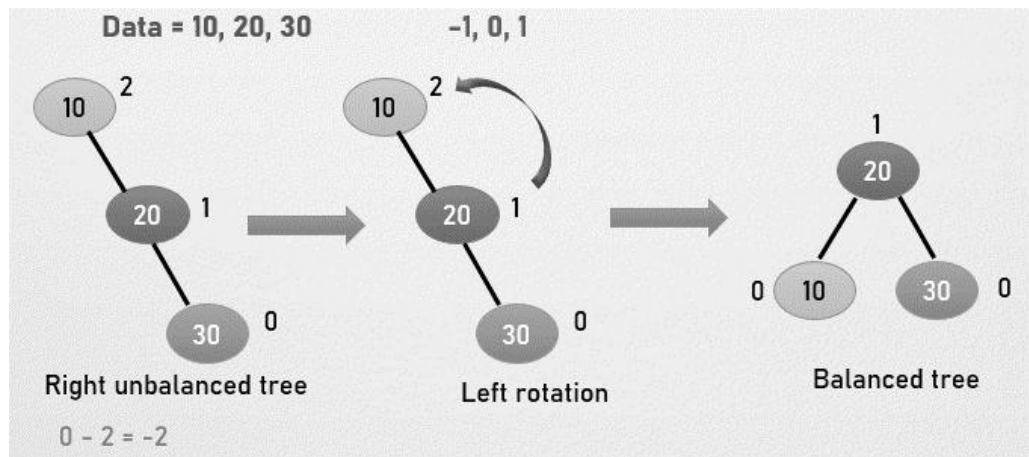 Data = 10, 20, 30
-1, 0, 1
10 2
20 1
30 0
Right unbalanced tree
0 - 2 = -2
10 2
20 1
30 0
Left rotation
1
20
0 10
30 0
Balanced tree